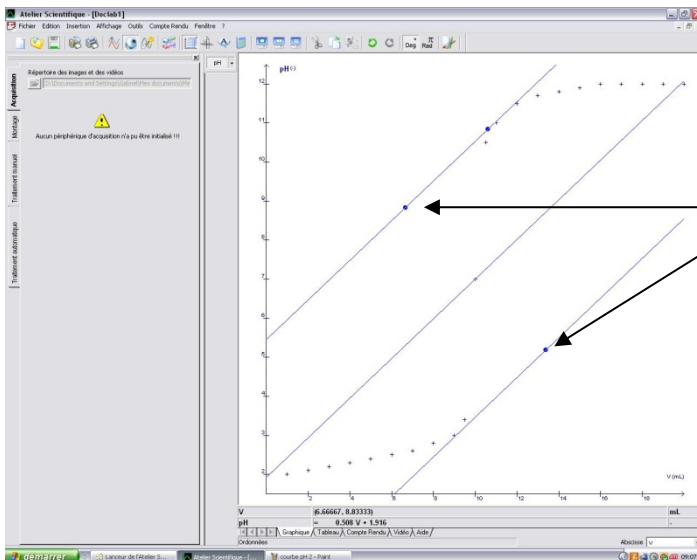 Atelier Scientifique - [Doclab1]
Fichier Edition Insertion Affichage Outils Compte Rendu Fenêtre ?
Deg Rad
pH
Répertoire des images et des vidéos
Aucun périphérique d'acquisition n'a pu être initialisé !!!
Acquisition
Montage
Traitement manuel
Traitement automatique
pH(-)
12
11
10
9
8
7
6
5
4
3
2
2 4 6 8 10 12 14 16 18
V (mL)
V (6.66667, 8.83333) mL
pH = 0.508 V + 1.916 -
Graphique Tableau Compte Rendu Vidéo Aide
Ordonnées Abscisse V
démarrer Lanceur de l'Atelier S... Atelier Scientifique - [... courbe pH 2 - Paint